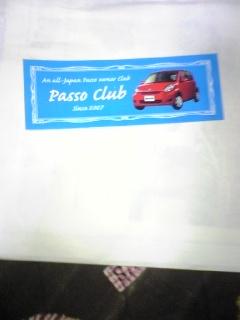 An all-Japan Passo owner Club
Passo Club
Since 2007